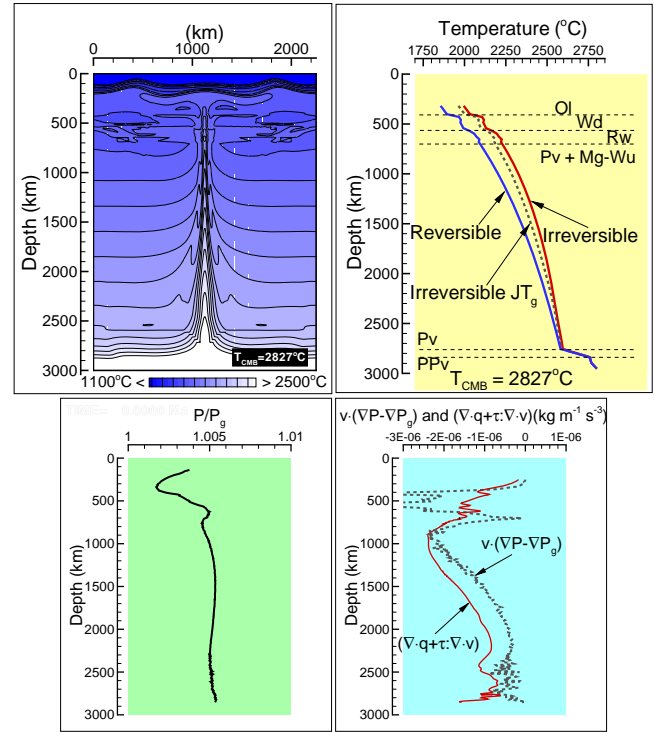 (km)
0 1000 2000
0
500
1000
1500
2000
2500
3000
Depth (km)
T_CMB=2827°C
1100°C < > 2500°C
Temperature (°C)
1750 2000 2250 2500 2750
0
500
1000
1500
2000
2500
3000
Depth (km)
Ol
Wd
Rw
Pv + Mg-Wu
Reversible
Irreversible
Irreversible JT_g
Pv
PPv
T_CMB = 2827°C
TIME= 0.0000 Ma
P/P_g
1 1.005 1.01
0
500
1000
1500
2000
2500
3000
Depth (km)
v·(∇P-∇P_g) and (∇·q+τ:∇·v)(kg m⁻¹ s⁻³)
-3E-06 -2E-06 -1E-06 0 1E-06
0
500
1000
1500
2000
2500
3000
Depth (km)
v·(∇P-∇P_g)
(∇·q+τ:∇·v)